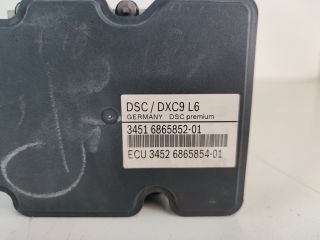 DSC / DXC9 L6
GERMANY DSC premium
3451 6865852-01
ECU 3452 6865854-01